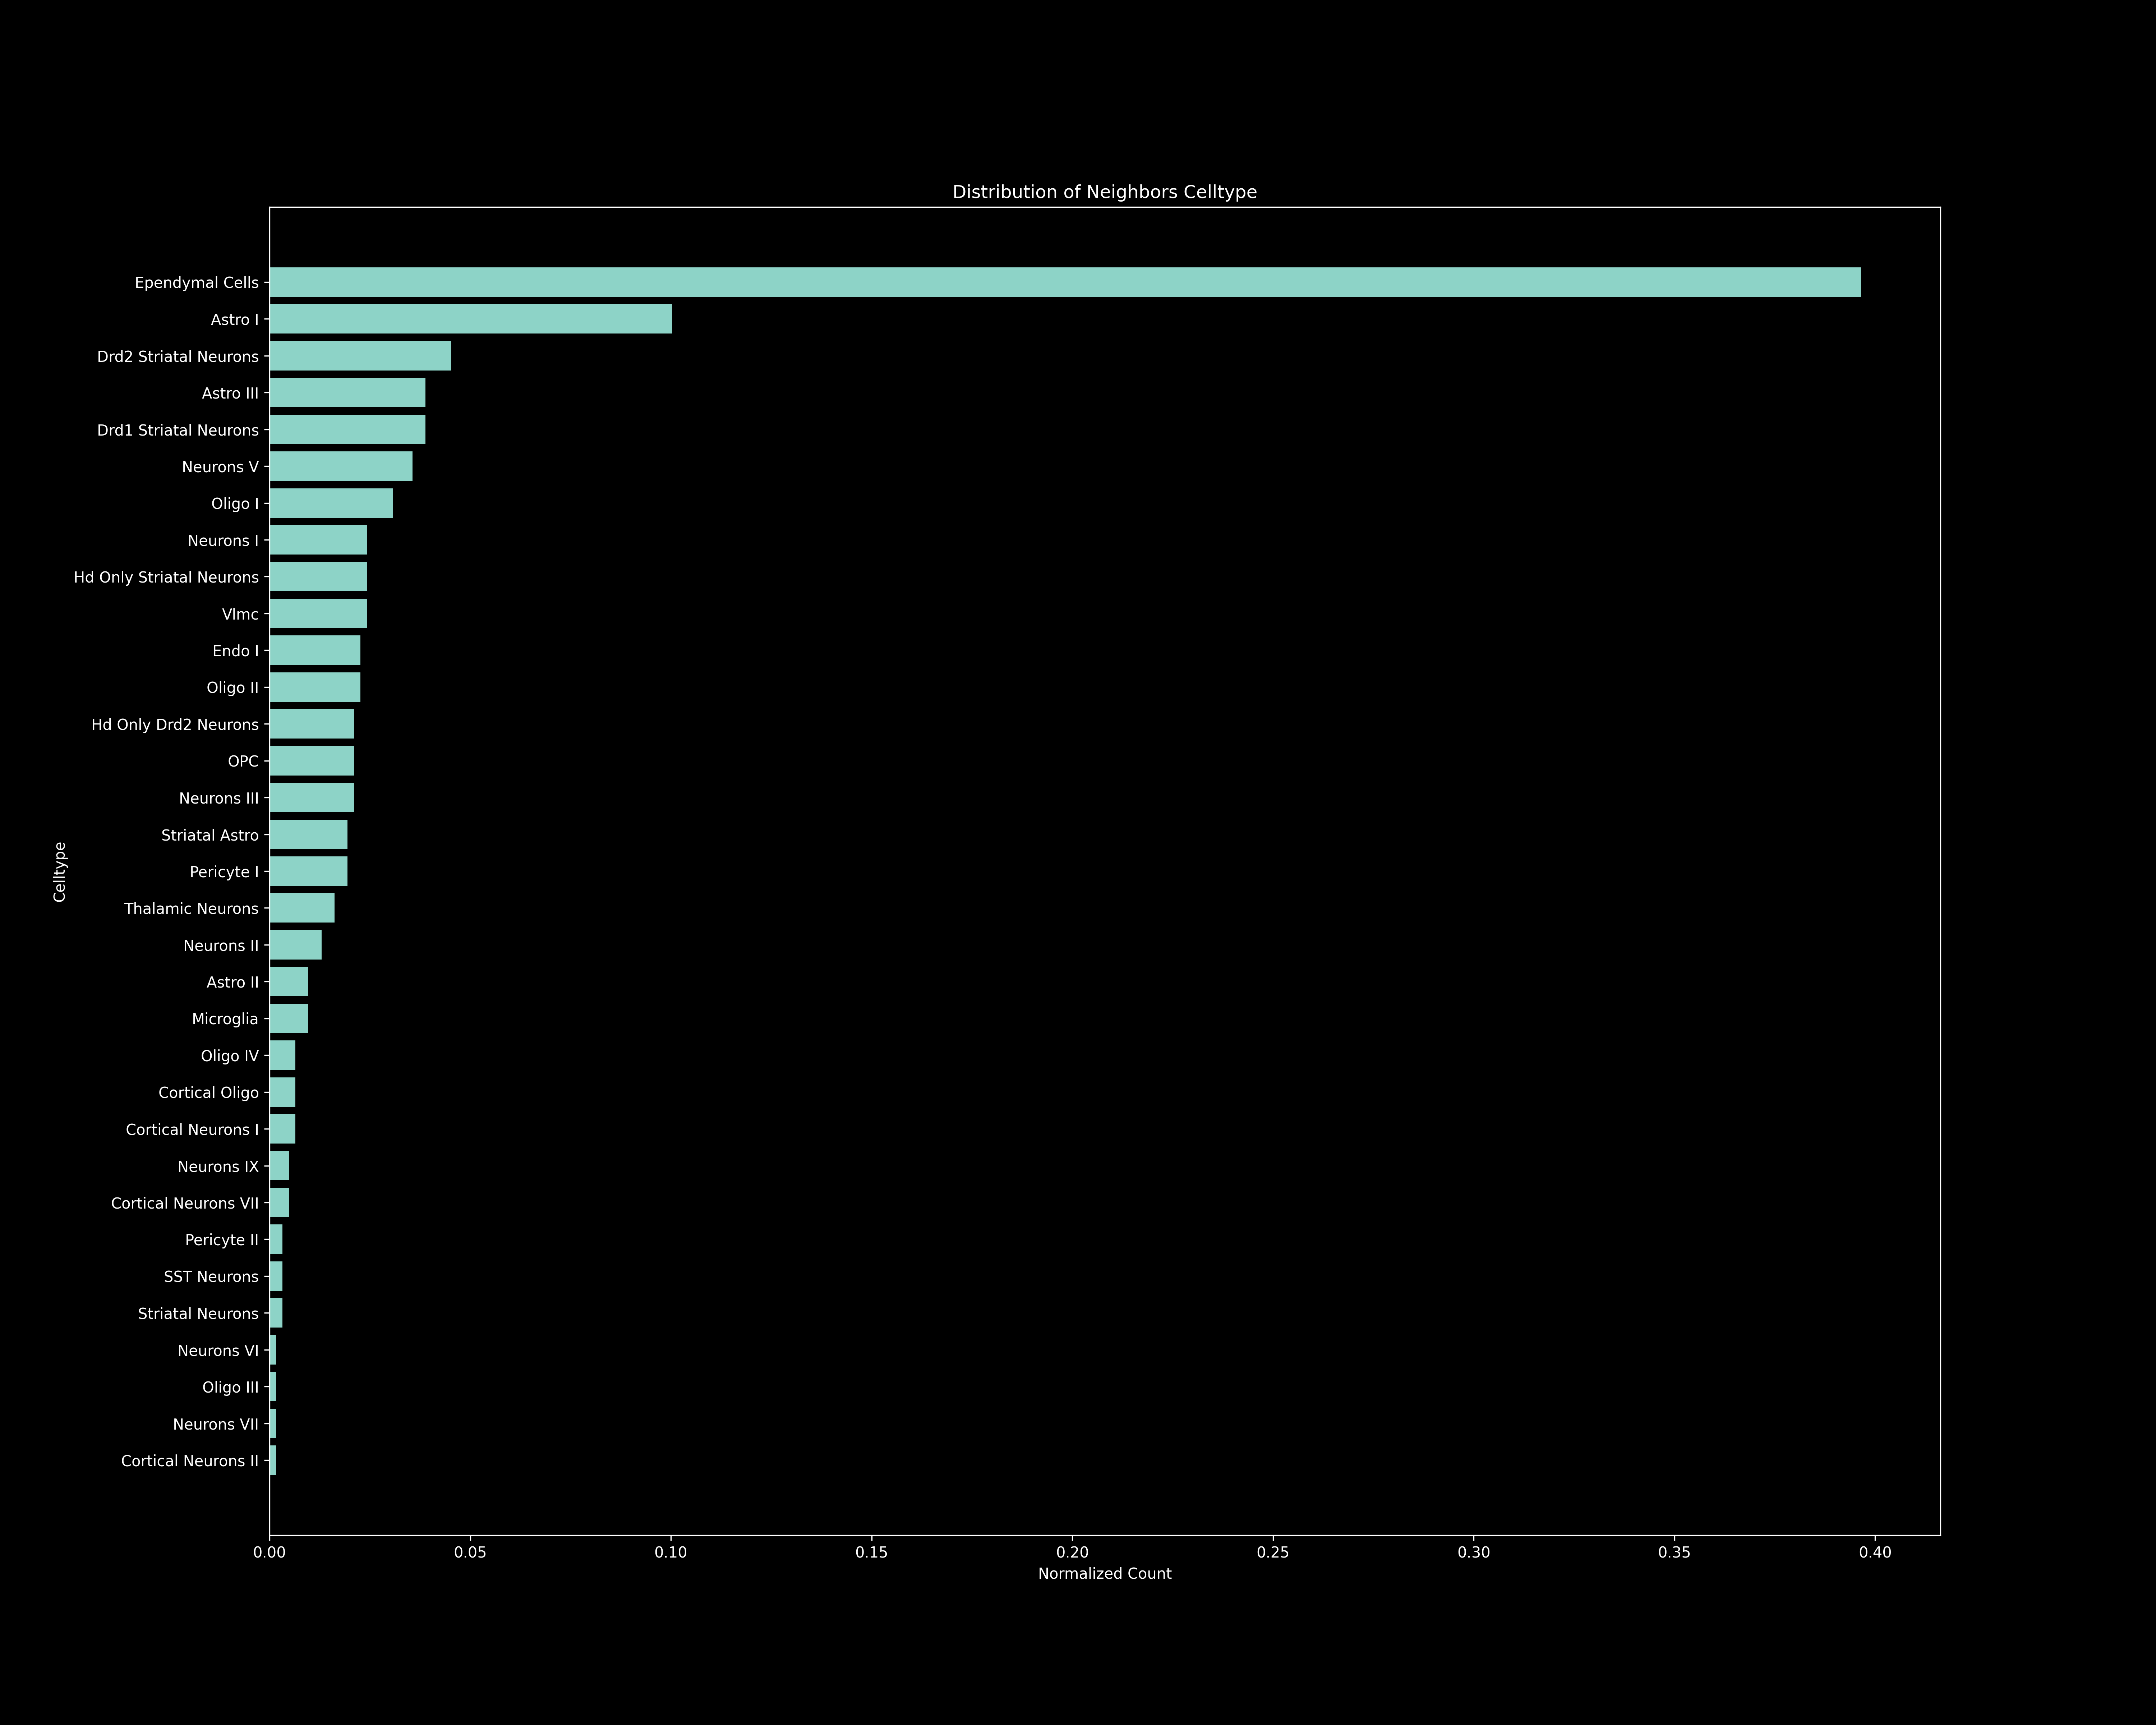 Distribution of Neighbors Celltype
Ependymal Cells
Astro I
Drd2 Striatal Neurons
Astro III
Drd1 Striatal Neurons
Neurons V
Oligo I
Neurons I
Hd Only Striatal Neurons
Vlmc
Endo I
Oligo II
Hd Only Drd2 Neurons
OPC
Neurons III
Striatal Astro
Pericyte I
Thalamic Neurons
Neurons II
Astro II
Microglia
Oligo IV
Cortical Oligo
Cortical Neurons I
Neurons IX
Cortical Neurons VII
Pericyte II
SST Neurons
Striatal Neurons
Neurons VI
Oligo III
Neurons VII
Cortical Neurons II
Celltype
0.00 0.05 0.10 0.15 0.20 0.25 0.30 0.35 0.40
Normalized Count